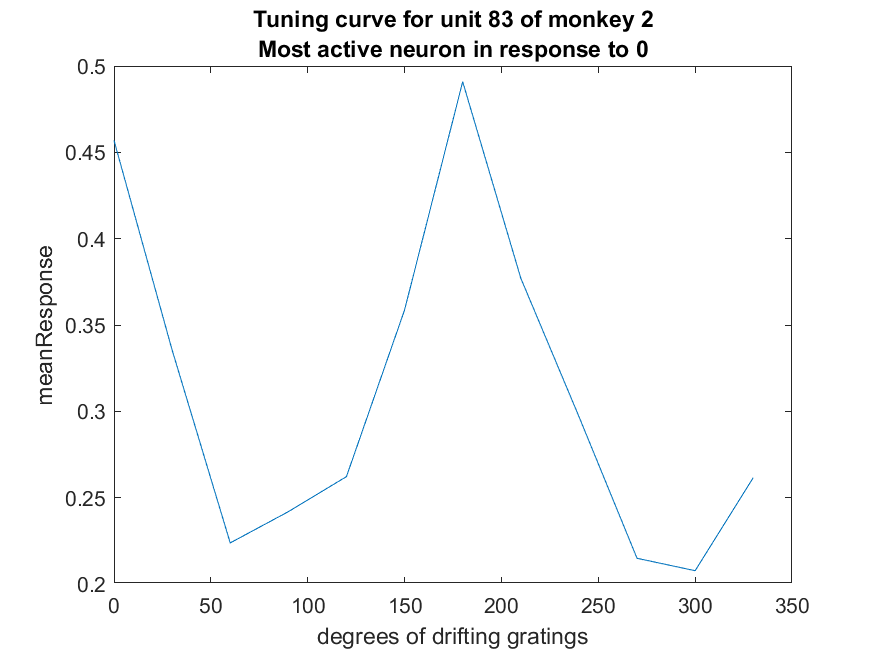 Tuning curve for unit 83 of monkey 2
Most active neuron in response to 0
0.5
0.45
0.4
0.35
0.3
0.25
0.2
meanResponse
0 50 100 150 200 250 300 350
degrees of drifting gratings